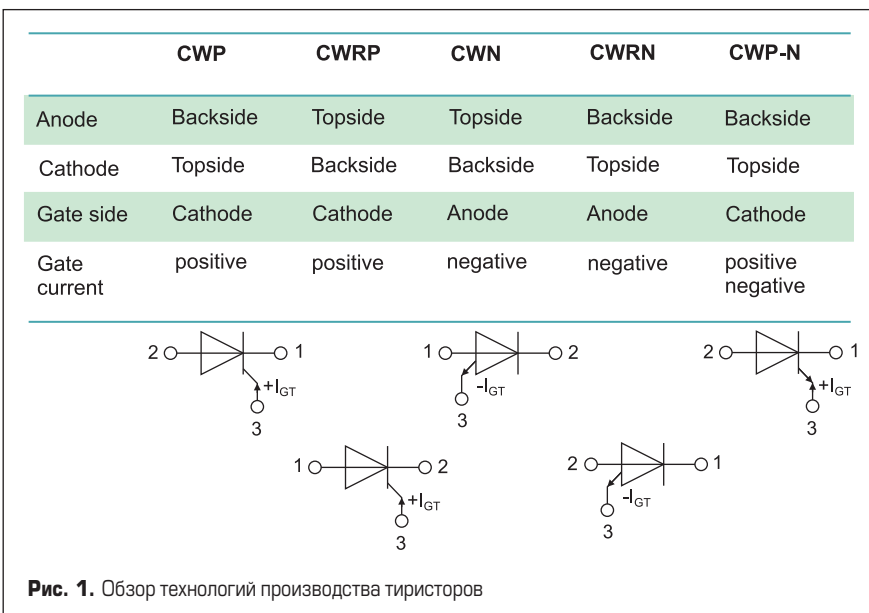 CWP CWRP CWN CWRN CWP-N
Anode Backside Topside Topside Backside Backside
Cathode Topside Backside Backside Topside Topside
Gate side Cathode Cathode Anode Anode Cathode
Gate positive positive negative negative positive
current negative
2 1 1 2 2 1
+IGT -IGT +IGT
3 3 3
1 2 2 1
+IGT -IGT
3 3
Рис. 1. Обзор технологий производства тиристоров